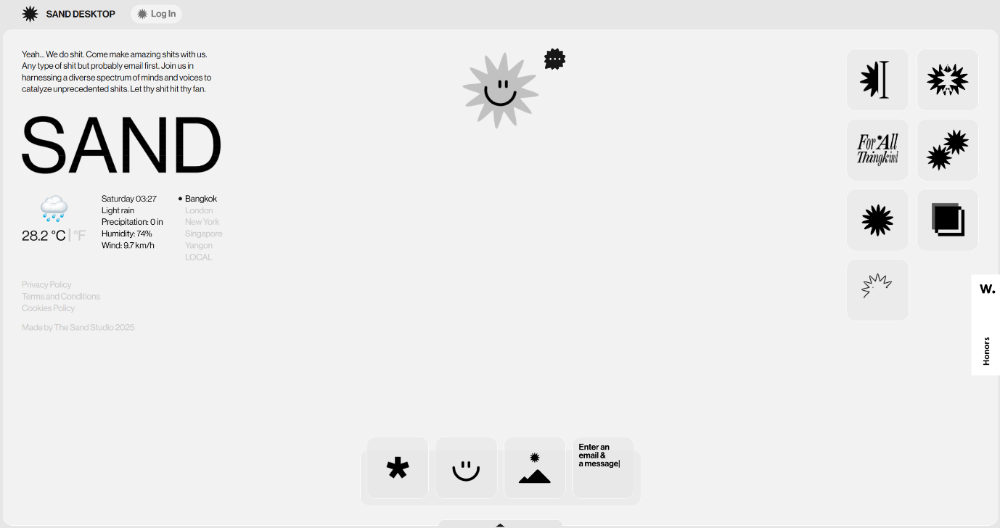 SAND DESKTOP
Log In
Yeah... We do shit. Come make amazing shits with us.
Any type of shit but probably email first. Join us in
harnessing a diverse spectrum of minds and voices to
catalyze unprecedented shits. Let thy shit hit thy fan.
SAND
28.2 °C | °F
Saturday 03:27
Light rain
Precipitation: 0 in
Humidity: 74%
Wind: 9.7 km/h
Bangkok
London
New York
Singapore
Yangon
LOCAL
Privacy Policy
Terms and Conditions
Cookies Policy
Made by The Sand Studio 2025
For All
Thingkind
W.
Honors
Enter an
email &
a message